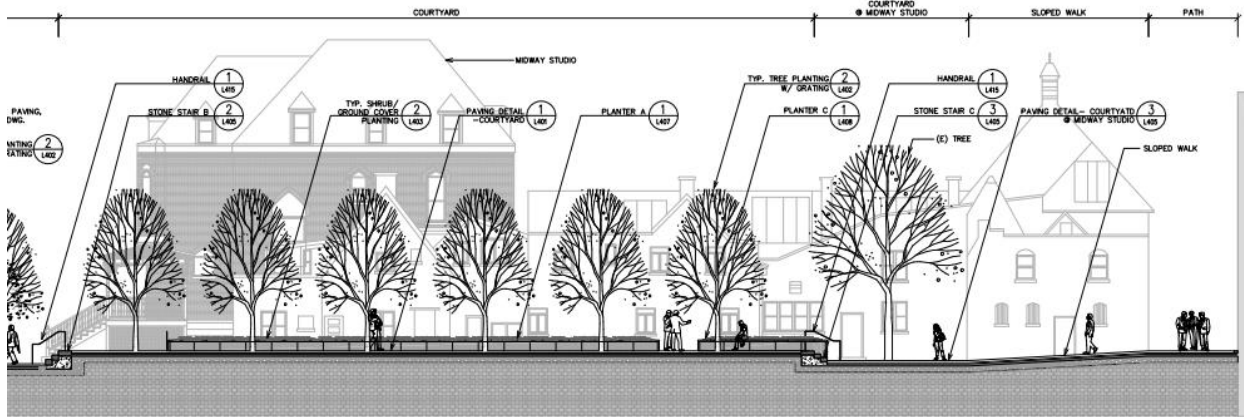 COURTYARD
COURTYARD
@ MIDWAY STUDIO
SLOPED WALK
PATH
MIDWAY STUDIO
HANDRAIL 1
L415
STONE STAIR B 2
L405
PAVING,
DWG.
ANTING 2
RATING L402
TYP. SHRUB/
GROUND COVER 2
PLANTING L403
PAVING DETAIL 1
-COURTYARD L401
PLANTER A 1
L407
TYP. TREE PLANTING 2
W/ GRATING L402
PLANTER C 1
L408
HANDRAIL 1
L415
STONE STAIR C 3
L405
(E) TREE
PAVING DETAIL- COURTYATD 3
@ MIDWAY STUDIO L405
SLOPED WALK